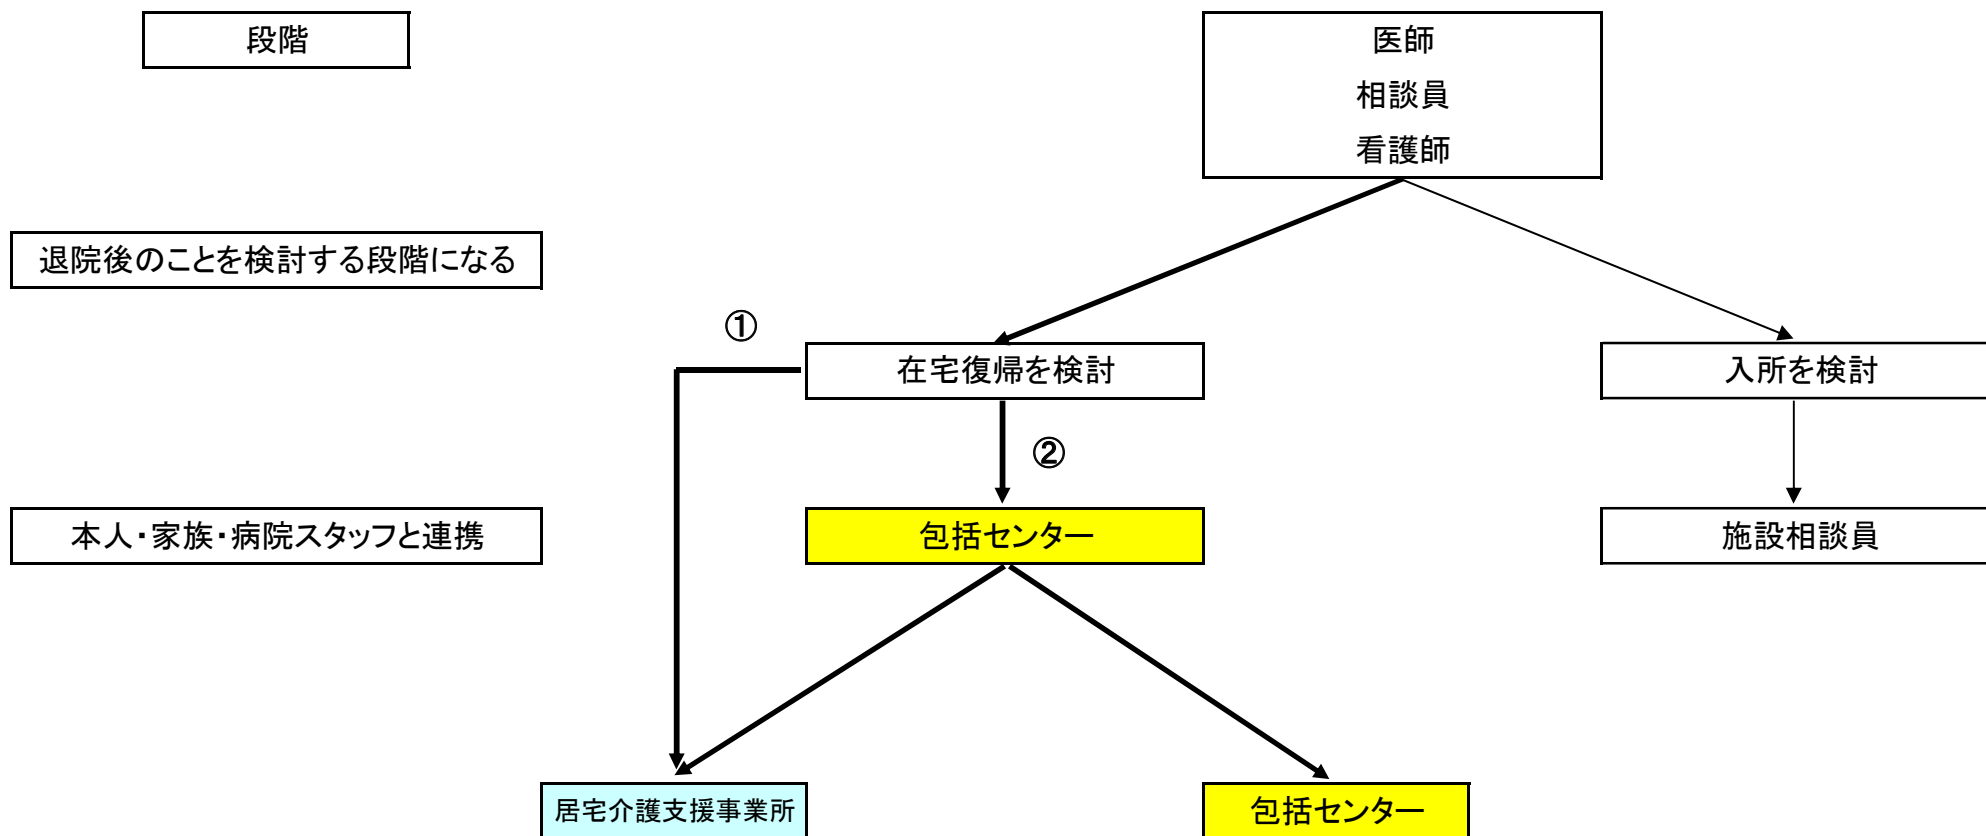 段階
医師
相談員
看護師
退院後のことを検討する段階になる
①
在宅復帰を検討
入所を検討
②
本人・家族・病院スタッフと連携
包括センター
施設相談員
居宅介護支援事業所
包括センター